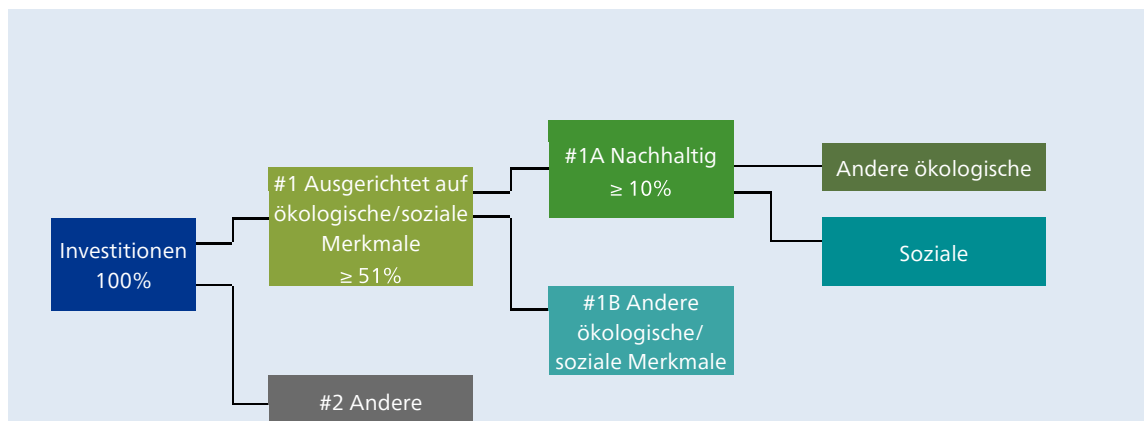 Investitionen
100%
#1 Ausgerichtet auf
ökologische/soziale
Merkmale
≥ 51%
#2 Andere
#1A Nachhaltig
≥ 10%
#1B Andere
ökologische/
soziale Merkmale
Andere ökologische
Soziale